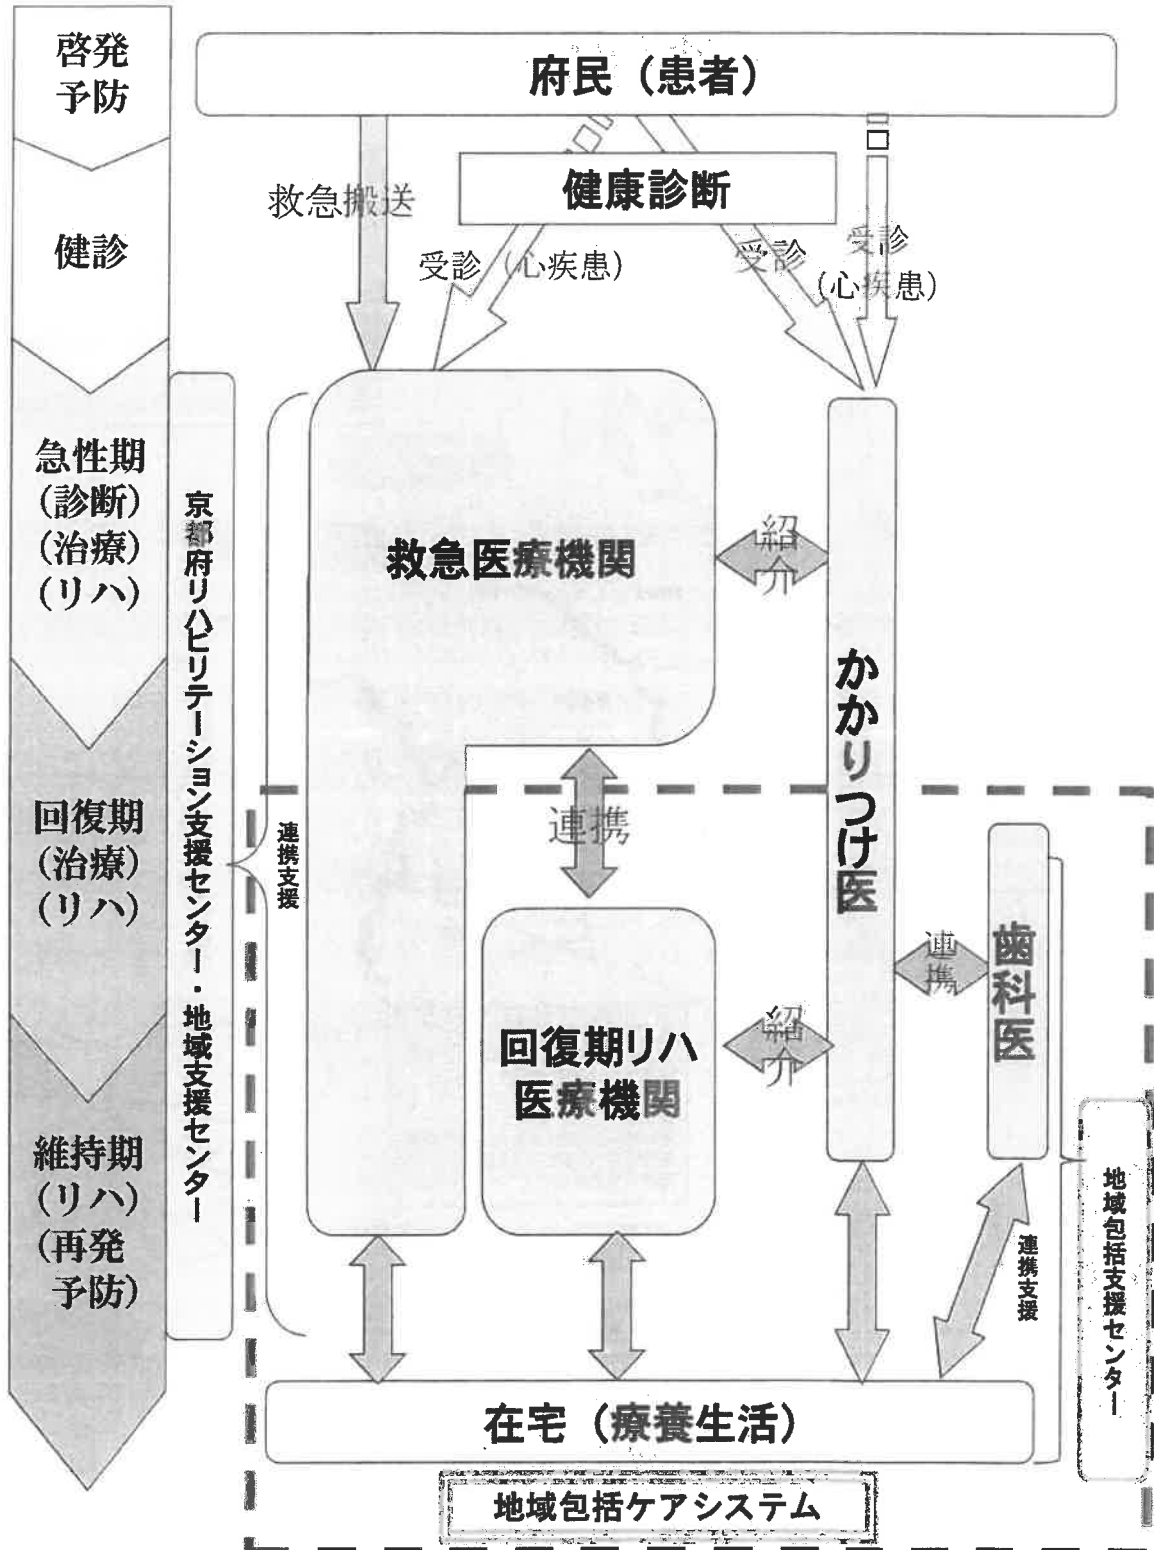 啓発
予防
府民（患者）
健康診断
救急搬送
健診
受診（心疾患）
受診
受診
（心疾患）
急性期
（診断）
（治療）
（リハ）
京都府リハビリテーション支援センター・地域支援センター
救急医療機関
紹介
かかりつけ医
連携
回復期
（治療）
（リハ）
連携支援
連携
歯科医
回復期リハ
医療機関
紹介
維持期
（リハ）
（再発
予防）
連携支援
地域包括支援センター
在宅（療養生活）
地域包括ケアシステム